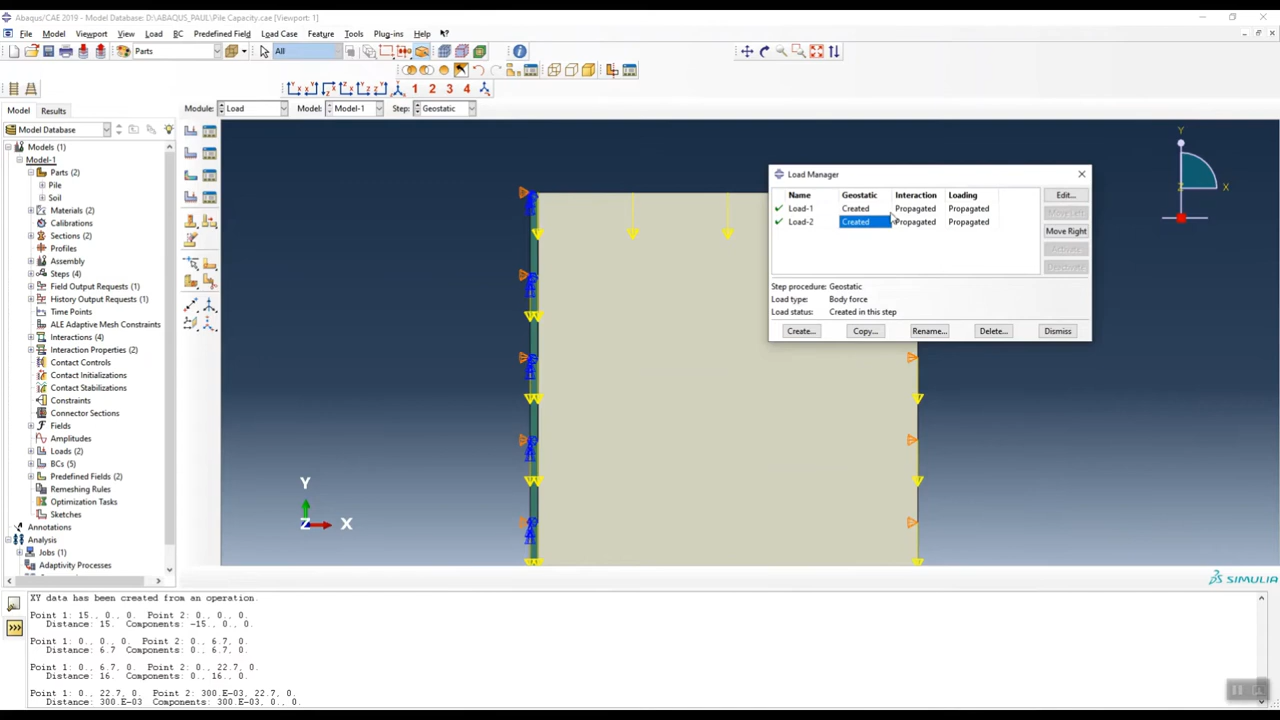 Abaqus/CAE 2019 - Model Database: D:\ABAQUS_PAUL\Pile Capacity.cae [Viewport: 1]
File Model Viewport View Load BC Predefined Field Load Case Feature Tools Plug-ins Help
Parts All
1 2 3 4
Model Results Module: Load Model: Model-1 Step: Geostatic
Model Database
Models (1)
Model-1
Parts (2)
Pile
Soil
Materials (2)
Calibrations
Sections (2)
Profiles
Assembly
Steps (4)
Field Output Requests (1)
History Output Requests (1)
Time Points
ALE Adaptive Mesh Constraints
Interactions (4)
Interaction Properties (2)
Contact Controls
Contact Initializations
Contact Stabilizations
Constraints
Connector Sections
Fields
Amplitudes
Loads (2)
BCs (5)
Predefined Fields (2)
Remeshing Rules
Optimization Tasks
Sketches
Annotations
Analysis
Jobs (1)
Adaptivity Processes
Y
Z X
Y
Z X
Load Manager
Name Geostatic Interaction Loading
Load-1 Created Propagated Propagated
Load-2 Created Propagated Propagated
Edit...
Move Left
Move Right
Activate
Deactivate
Step procedure: Geostatic
Load type: Body force
Load status: Created in this step
Create... Copy... Rename... Delete... Dismiss
SIMULIA
XY data has been created from an operation.
Point 1: 15., 0., 0. Point 2: 0., 0., 0.
Distance: 15. Components: -15., 0., 0.
Point 1: 0., 0., 0. Point 2: 0., 6.7, 0.
Distance: 6.7 Components: 0., 6.7, 0.
Point 1: 0., 6.7, 0. Point 2: 0., 22.7, 0.
Distance: 16. Components: 0., 16., 0.
Point 1: 0., 22.7, 0. Point 2: 300.E-03, 22.7, 0.
Distance: 300.E-03 Components: 300.E-03, 0., 0.